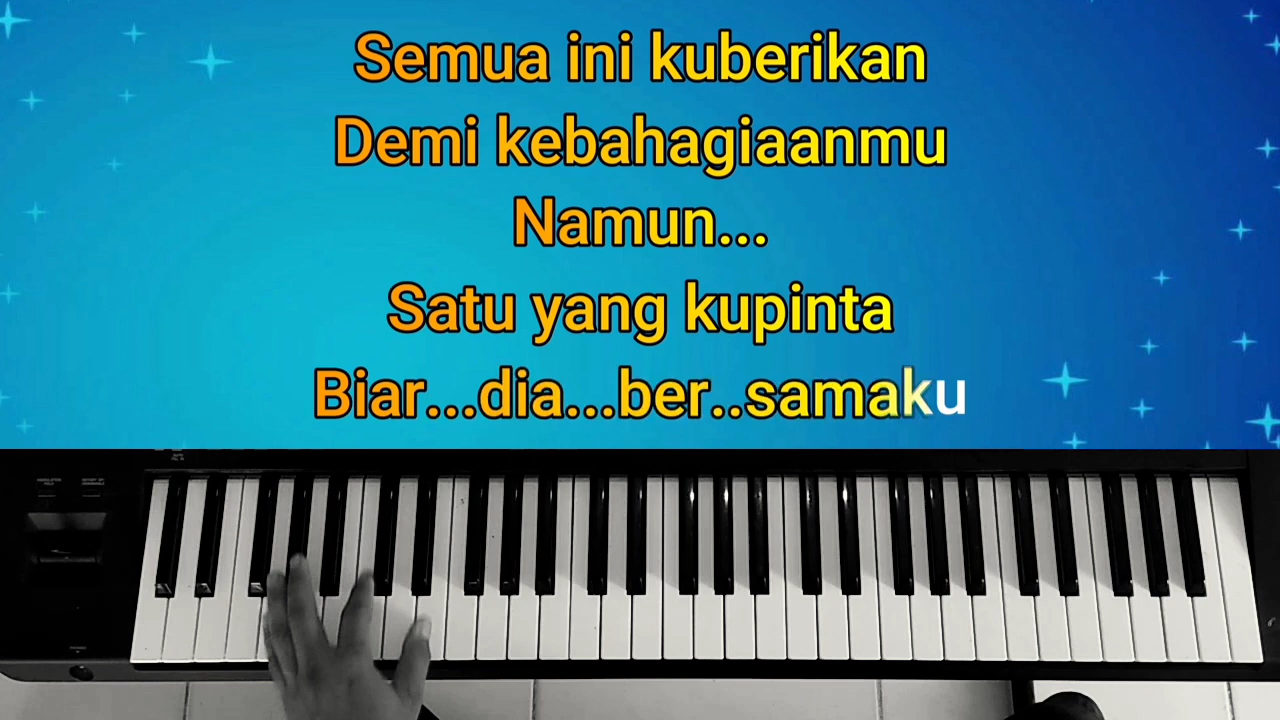 Semua ini kuberikan
Demi kebahagiaanmu
Namun...
Satu yang kupinta
Biar...dia...ber..samaku